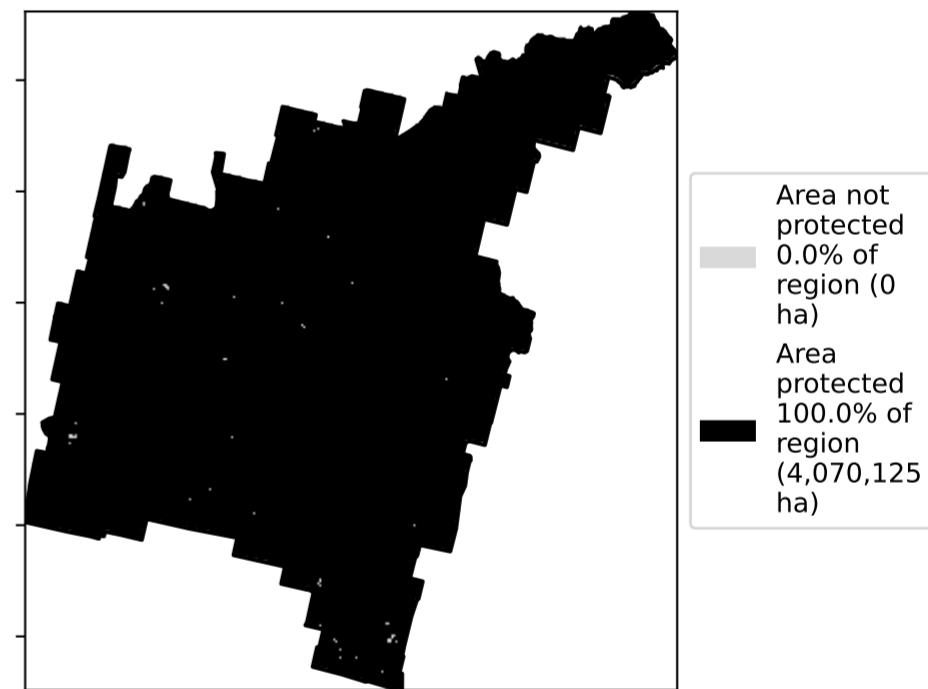 Area not
protected
0.0% of
region (0
ha)
Area
protected
100.0% of
region
(4,070,125
ha)